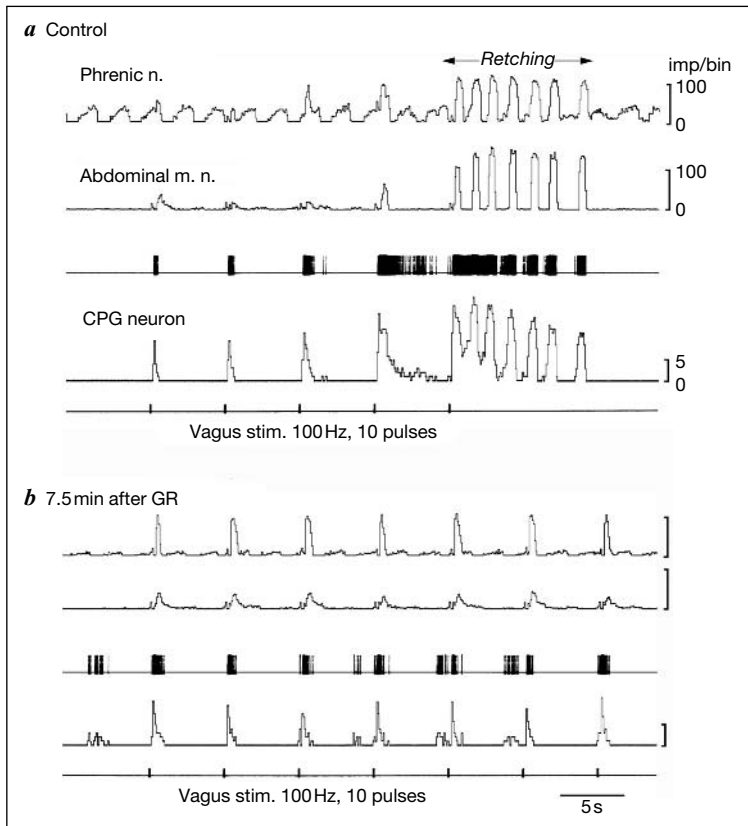 a Control
Retching
imp/bin
Phrenic n.
100
0
Abdominal m. n.
100
0
CPG neuron
5
0
Vagus stim. 100 Hz, 10 pulses
b 7.5 min after GR
Vagus stim. 100 Hz, 10 pulses
5 s